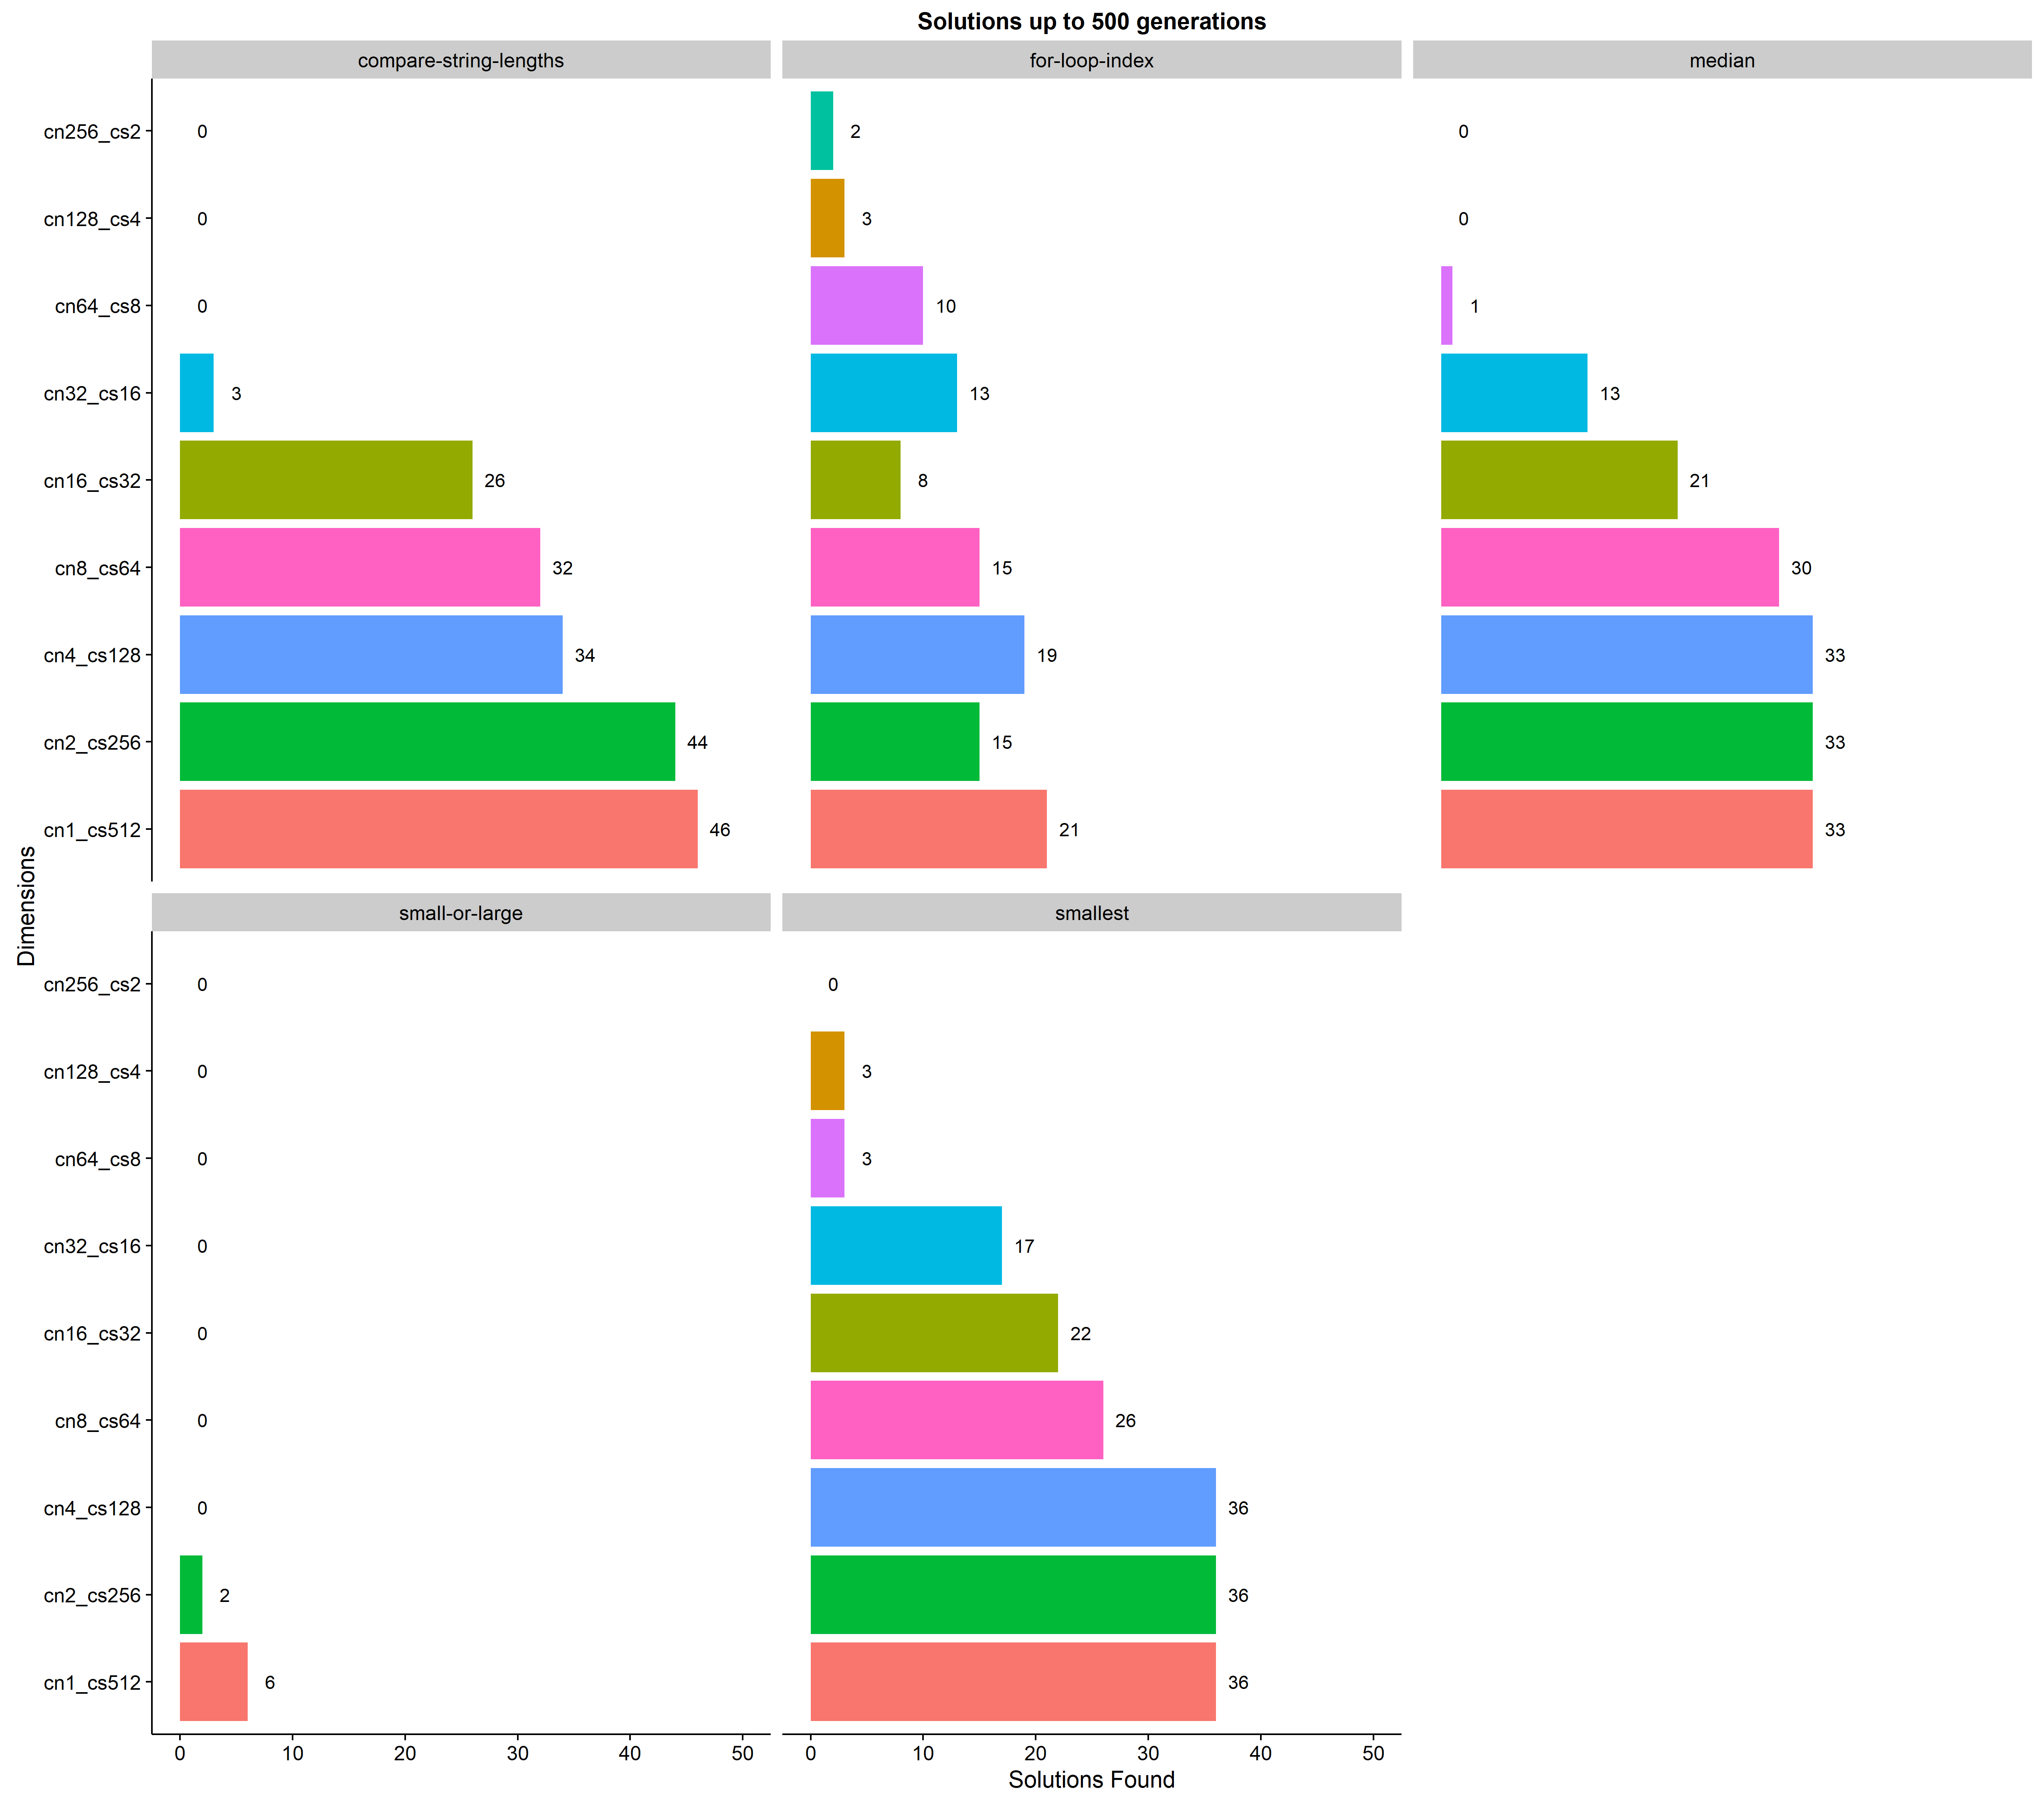 Solutions up to 500 generations
compare-string-lengths for-loop-index median
cn256_cs2 0 2 0
cn128_cs4 0 3 0
cn64_cs8 0 10 1
cn32_cs16 3 13 13
cn16_cs32 26 8 21
cn8_cs64 32 15 30
cn4_cs128 34 19 33
cn2_cs256 44 15 33
cn1_cs512 46 21 33
Dimensions
small-or-large smallest
cn256_cs2 0 0
cn128_cs4 0 3
cn64_cs8 0 3
cn32_cs16 0 17
cn16_cs32 0 22
cn8_cs64 0 26
cn4_cs128 0 36
cn2_cs256 2 36
cn1_cs512 6 36
0 10 20 30 40 50 0 10 20 30 40 50
Solutions Found